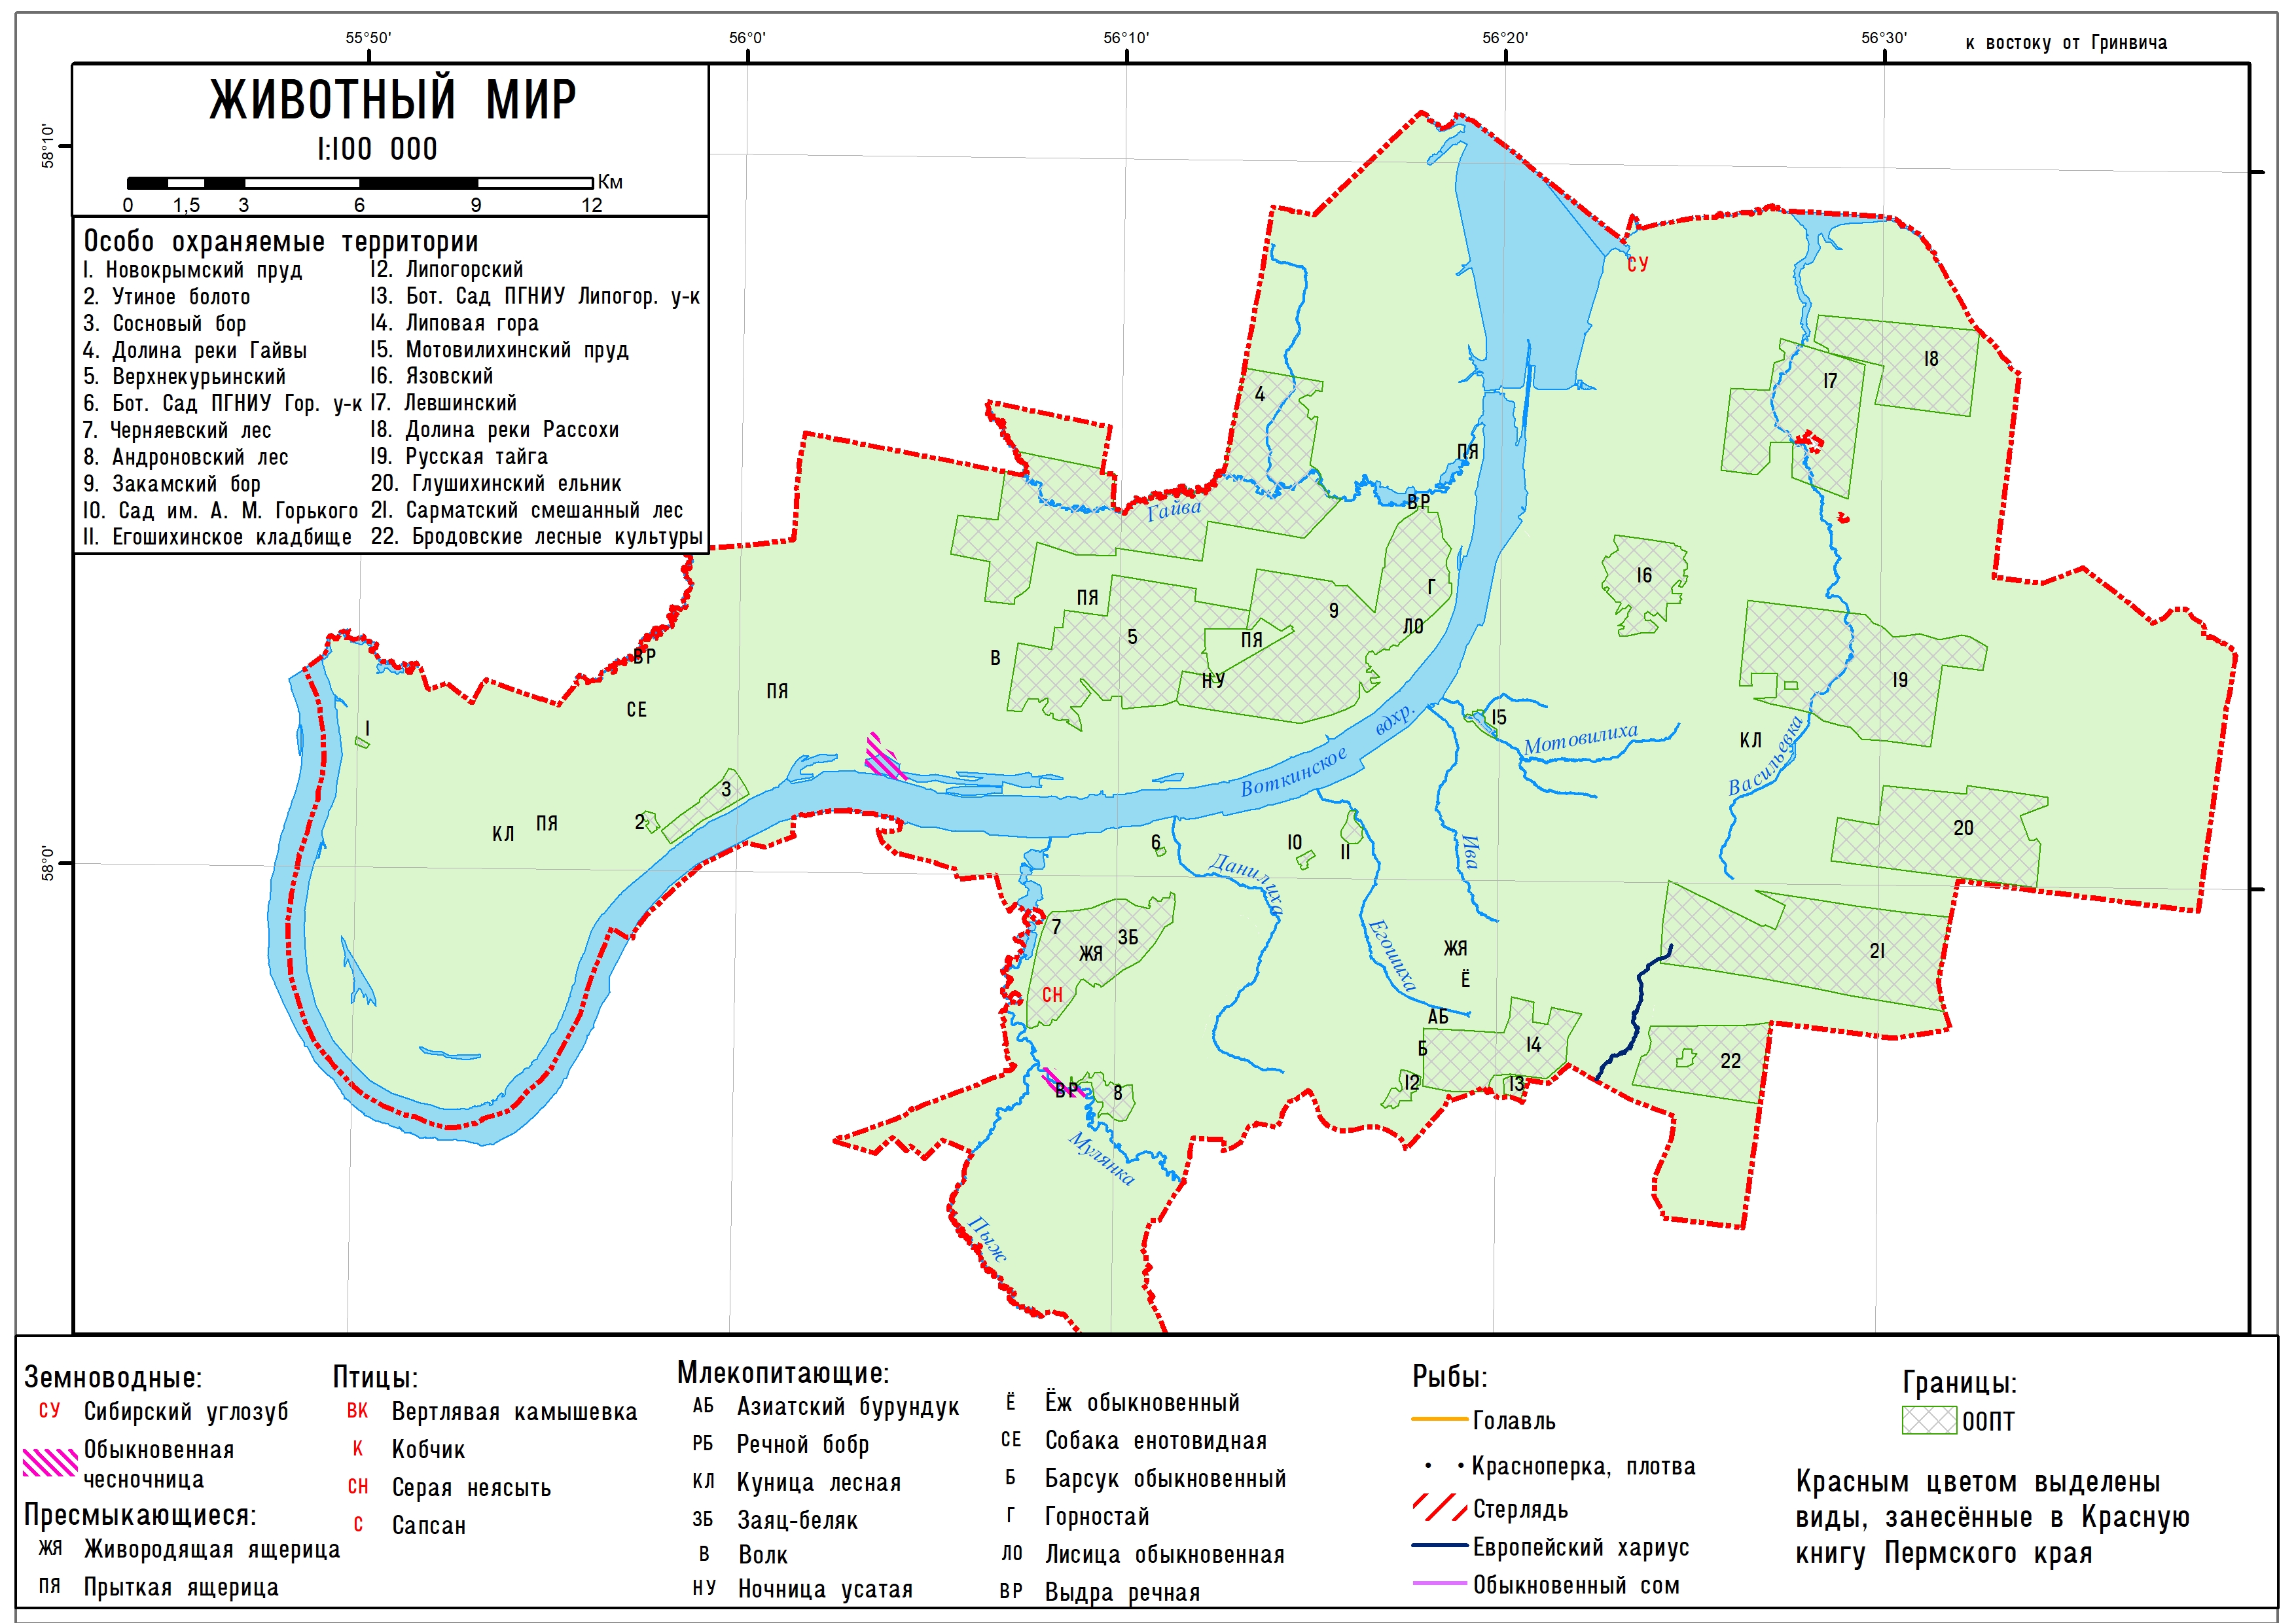 55°50'
56°0'
56°10'
56°20'
56°30'
к востоку от Гринвича
58°10'
58°0'
ЖИВОТНЫЙ МИР
1:100 000
Км
0 1,5 3 6 9 12
Особо охраняемые территории
1. Новокрымский пруд
2. Утиное болото
3. Сосновый бор
4. Долина реки Гайвы
5. Верхнекурьинский
6. Бот. Сад ПГНИУ Гор. у-к
7. Черняевский лес
8. Андроновский лес
9. Закамский бор
10. Сад им. А. М. Горького
11. Егошихинское кладбище
12. Липогорский
13. Бот. Сад ПГНИУ Липогор. у-к
14. Липовая гора
15. Мотовилихинский пруд
16. Язовский
17. Левшинский
18. Долина реки Рассохи
19. Русская тайга
20. Глушихинский ельник
21. Сарматский смешанный лес
22. Бродовские лесные культуры
СУ
18
17
4
ПЯ
ВР
Гайва
16
Г
ПЯ
9
5
ЛО
ПЯ
В
НУ
ВР
ПЯ
СЕ
19
1
15
Мотовилиха
КЛ
Васильевка
Воткинское вдхр.
3
2
ПЯ
КЛ
20
6
10
11
Ива
Данилиха
7
ЗБ
ЖЯ
СН
Егошиха
ЖЯ
Ё
21
АБ
Б
14
22
12
13
ВР
8
Мулянка
Пыж
Земноводные:
СУ Сибирский углозуб
Обыкновенная
чесночница
Пресмыкающиеся:
ЖЯ Живородящая ящерица
ПЯ Прыткая ящерица
Птицы:
ВК Вертлявая камышевка
К Кобчик
СН Серая неясыть
С Сапсан
Млекопитающие:
АБ Азиатский бурундук
РБ Речной бобр
КЛ Куница лесная
ЗБ Заяц-беляк
В Волк
НУ Ночница усатая
Ё Ёж обыкновенный
СЕ Собака енотовидная
Б Барсук обыкновенный
Г Горностай
ЛО Лисица обыкновенная
ВР Выдра речная
Рыбы:
Голавль
Красноперка, плотва
Стерлядь
Европейский хариус
Обыкновенный сом
Границы:
ООПТ
Красным цветом выделены
виды, занесённые в Красную
книгу Пермского края